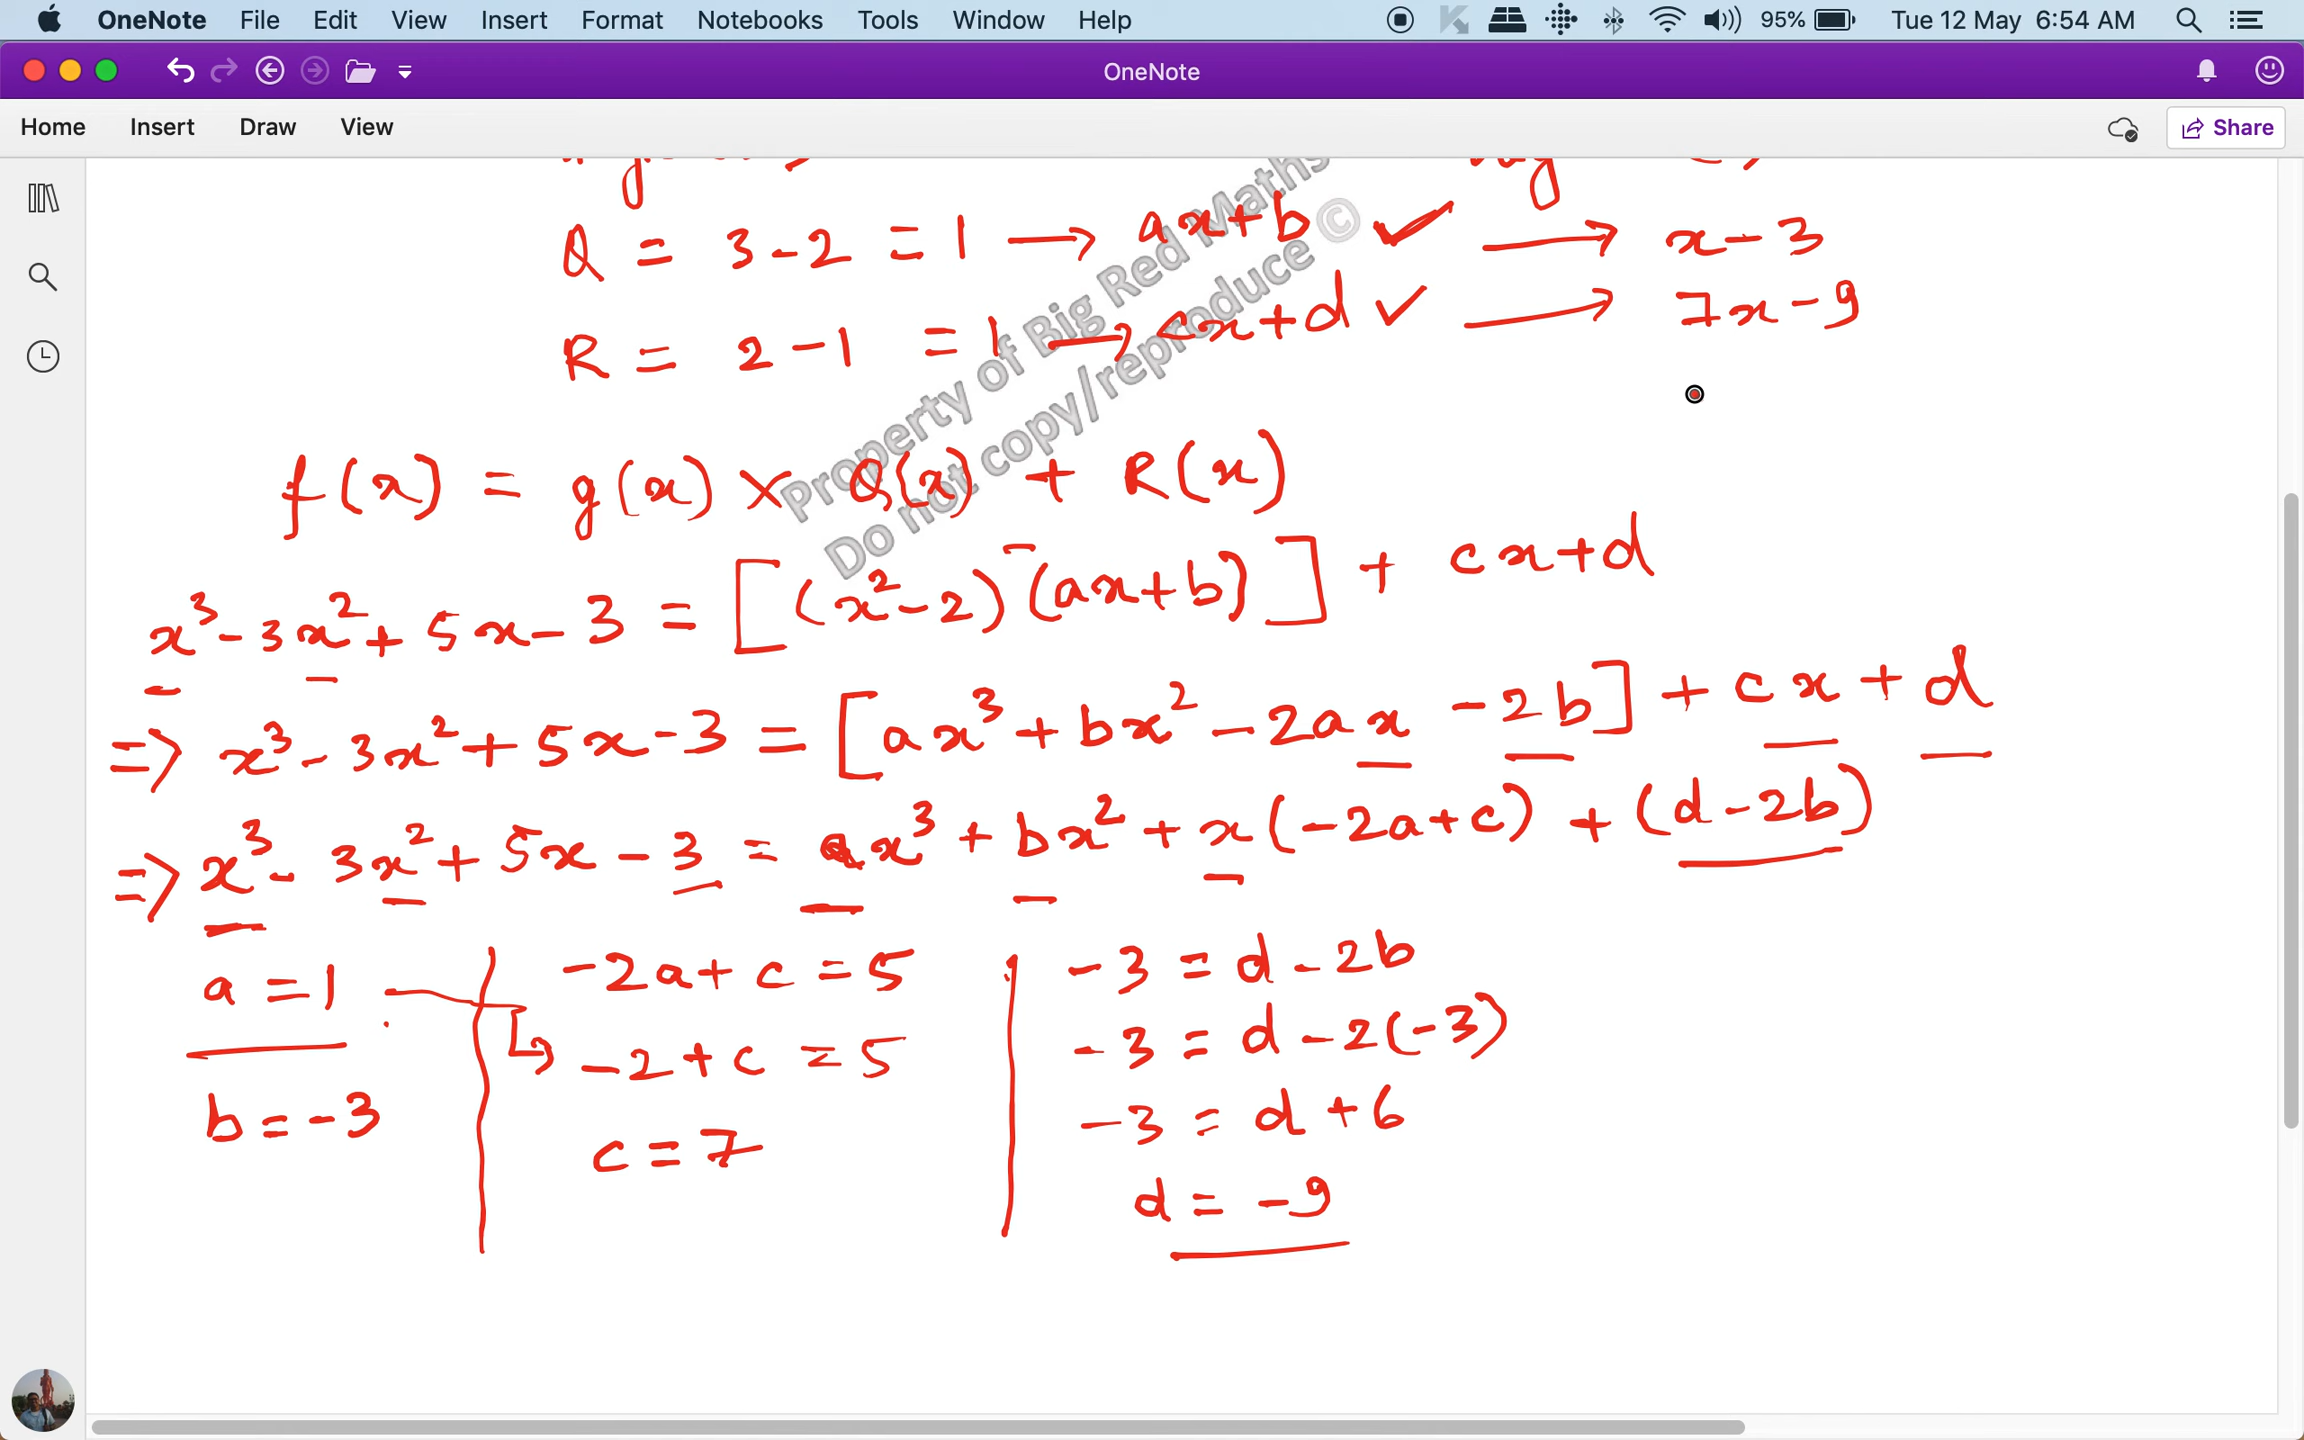 OneNote File Edit View Insert Format Notebooks Tools Window Help 95% Tue 12 May 6:54 AM
OneNote
Home Insert Draw View Share
Q = 3-2 = 1 → ax+b ✓ → x-3
R = 2-1 = 1 → cx+d ✓ → 7x-9
Property of Big Red Maths ©
Do not copy/reproduce
f(x) = g(x) × Q(x) + R(x)
x³-3x²+5x-3 = [(x²-2)(ax+b)] + cx+d
=> x³-3x²+5x-3 = [ax³+bx²-2ax -2b] + cx + d
=> x³-3x²+5x-3 = ax³+bx²+x(-2a+c) + (d-2b)
a=1 -2a+c=5 -3 = d-2b
-2+c = 5 -3 = d-2(-3)
b=-3 -3 = d+6
c=7
d = -9